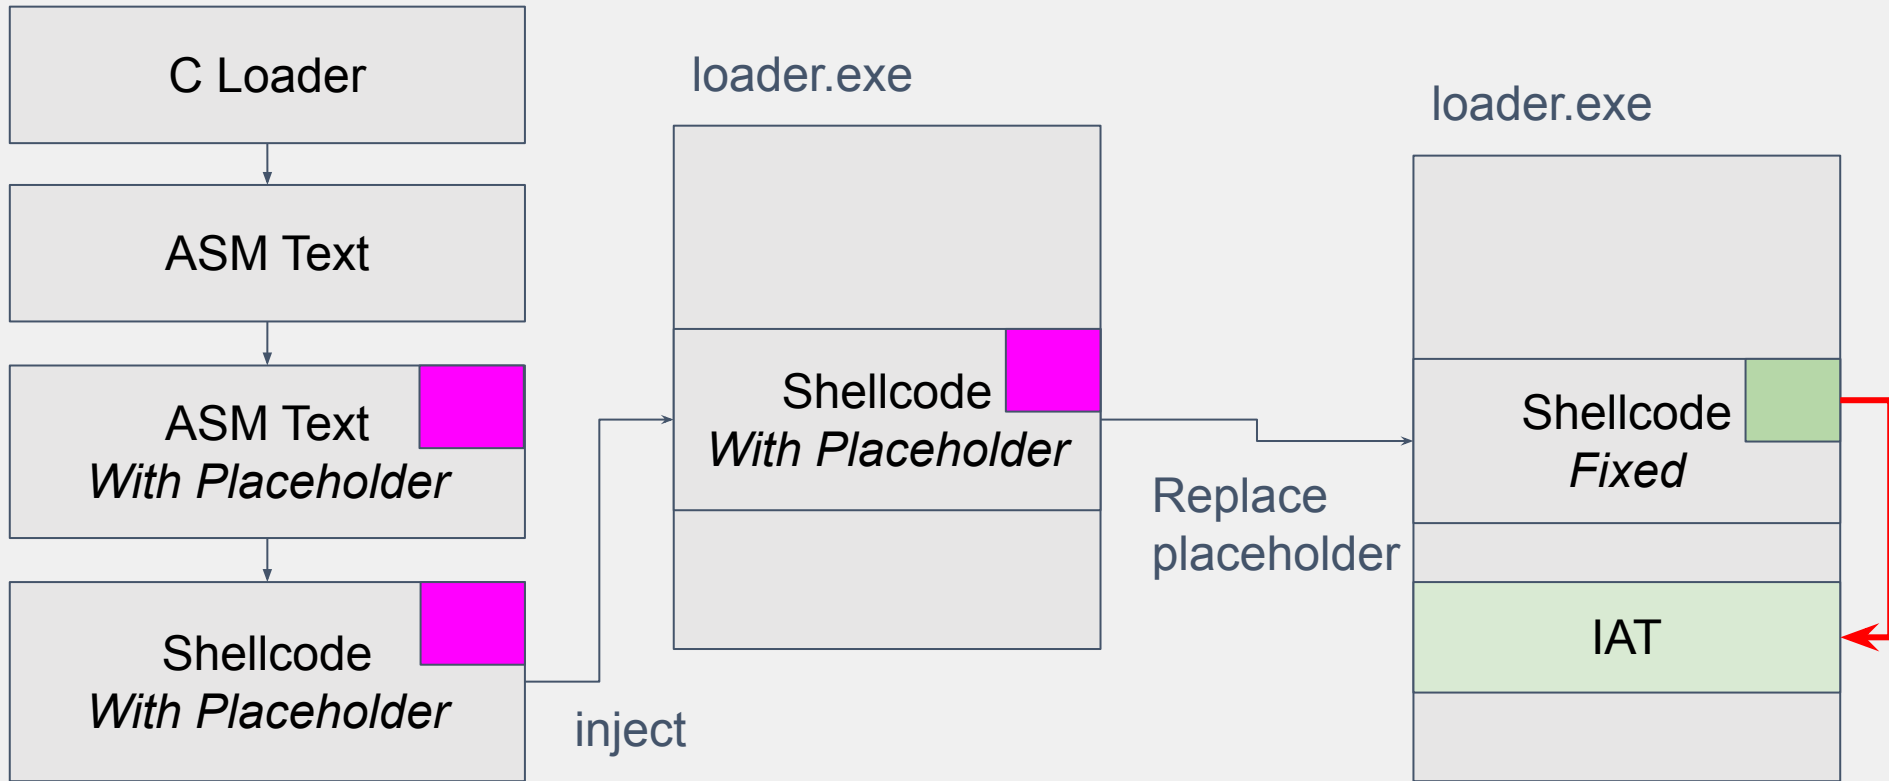 C Loader
ASM Text
ASM Text
With Placeholder
Shellcode
With Placeholder
inject
loader.exe
Shellcode
With Placeholder
Replace
placeholder
loader.exe
Shellcode
Fixed
IAT